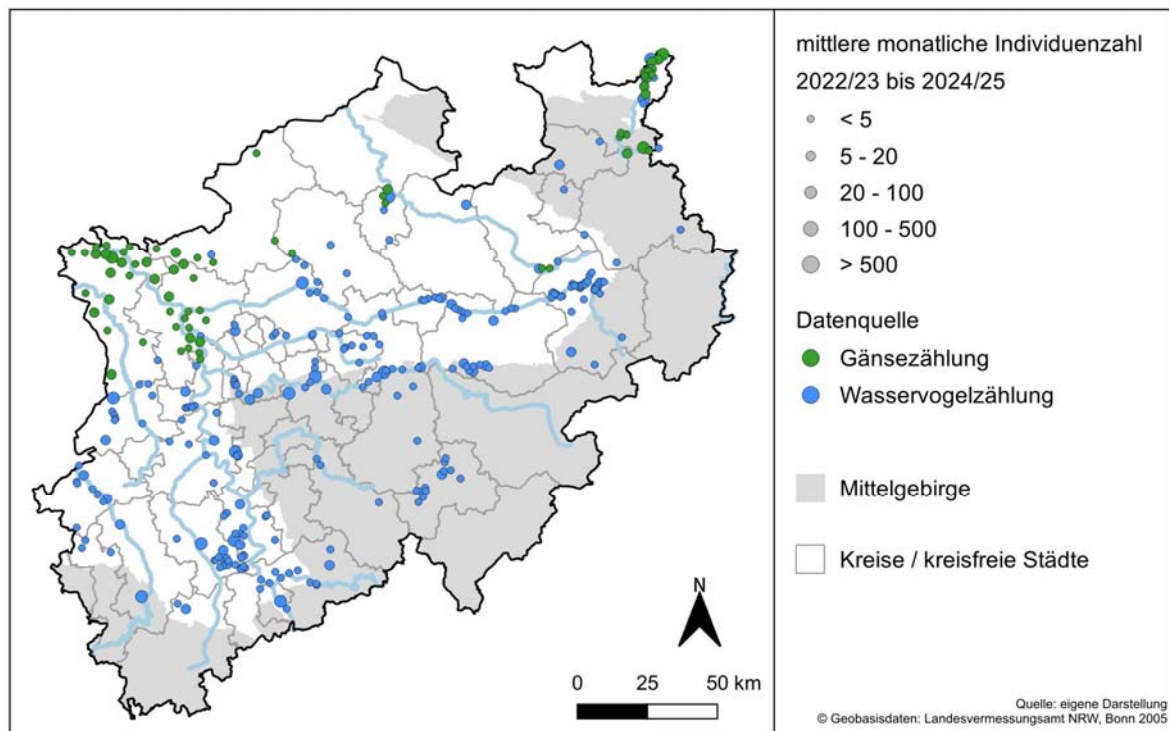 mittlere monatliche Individuenzahl
2022/23 bis 2024/25
< 5
5 - 20
20 - 100
100 - 500
> 500
Datenquelle
Gänsezählung
Wasservogelzählung
Mittelgebirge
Kreise / kreisfreie Städte
N
0 25 50 km
Quelle: eigene Darstellung
© Geobasisdaten: Landesvermessungsamt NRW, Bonn 2005